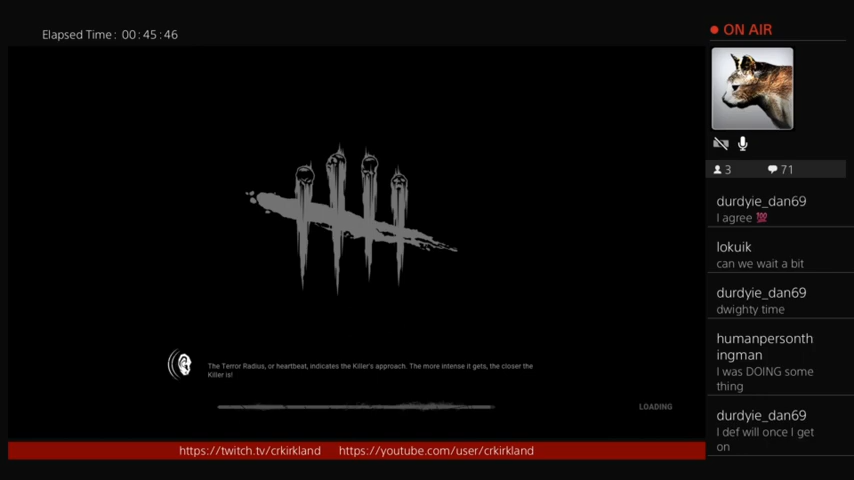 Elapsed Time: 00:45:46
ON AIR
3 71
durdyie_dan69
I agree 💯
lokuik
can we wait a bit
durdyie_dan69
dwighty time
humanpersonth
ingman
I was DOING some
thing
durdyie_dan69
I def will once I get
on
The Terror Radius, or heartbeat, indicates the Killer's approach. The more intense it gets, the closer the
Killer is!
LOADING
https://twitch.tv/crkirkland https://youtube.com/user/crkirkland